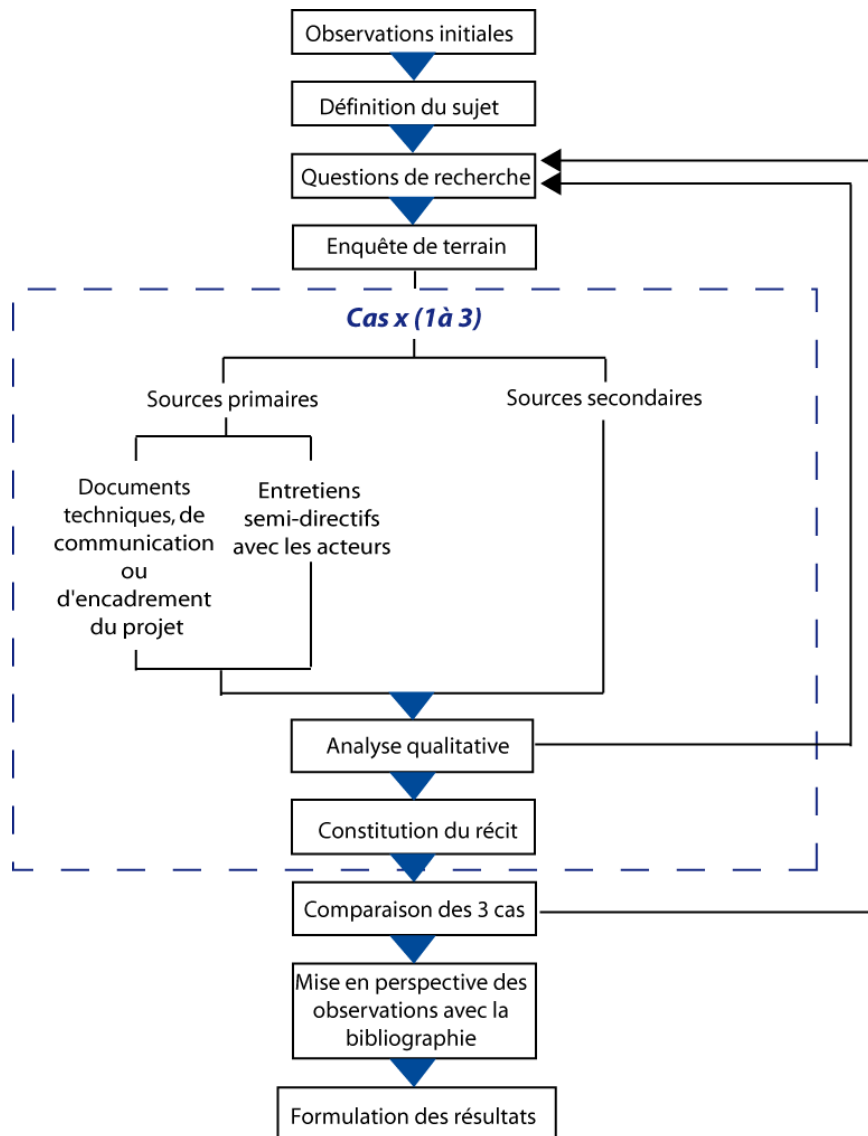 Observations initiales
Définition du sujet
Questions de recherche
Enquête de terrain
Cas x (1à 3)
Sources primaires
Sources secondaires
Documents
techniques, de
communication
ou
d'encadrement
du projet
Entretiens
semi-directifs
avec les acteurs
Analyse qualitative
Constitution du récit
Comparaison des 3 cas
Mise en perspective des
observations avec la
bibliographie
Formulation des résultats